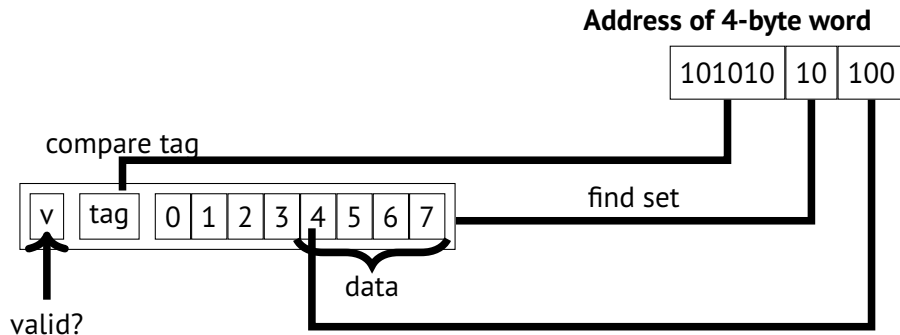 Address of 4-byte word
101010 10 100
compare tag
find set
v tag 0 1 2 3 4 5 6 7
data
valid?